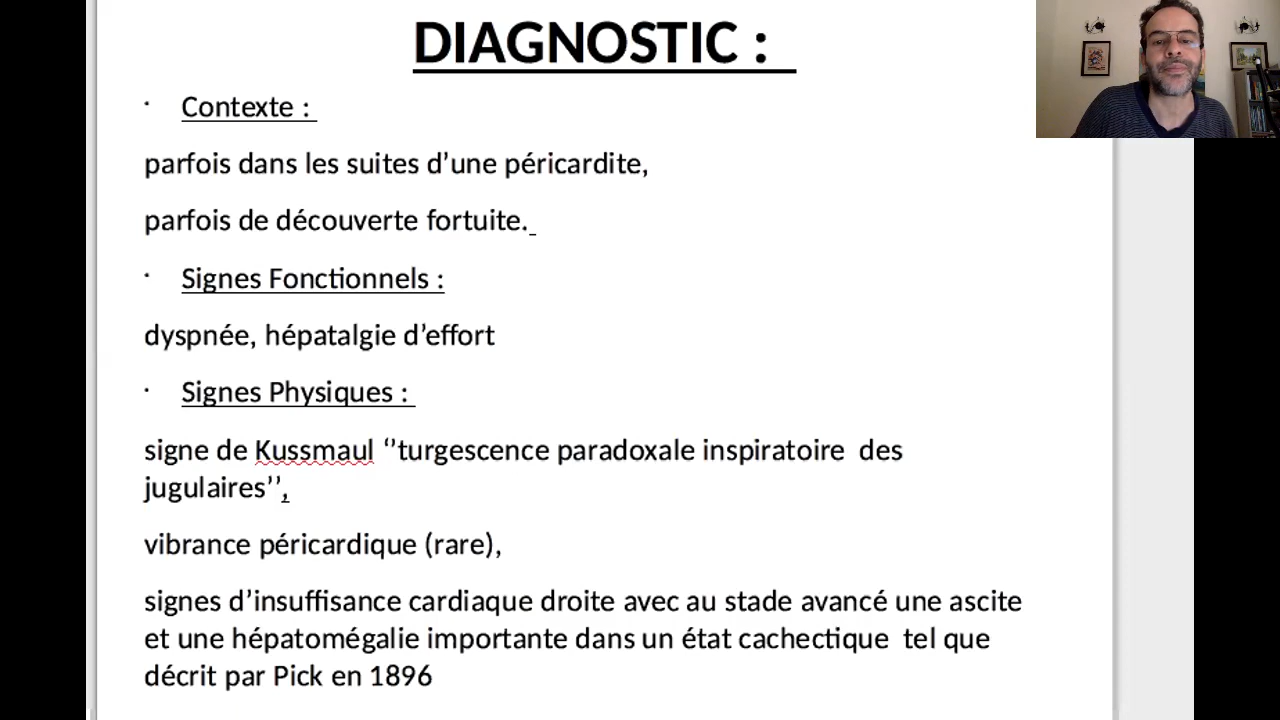 DIAGNOSTIC :
· Contexte :
parfois dans les suites d’une péricardite,
parfois de découverte fortuite.
· Signes Fonctionnels :
dyspnée, hépatalgie d’effort
· Signes Physiques :
signe de Kussmaul ‘’turgescence paradoxale inspiratoire des
jugulaires’’,
vibrance péricardique (rare),
signes d’insuffisance cardiaque droite avec au stade avancé une ascite
et une hépatomégalie importante dans un état cachectique tel que
décrit par Pick en 1896